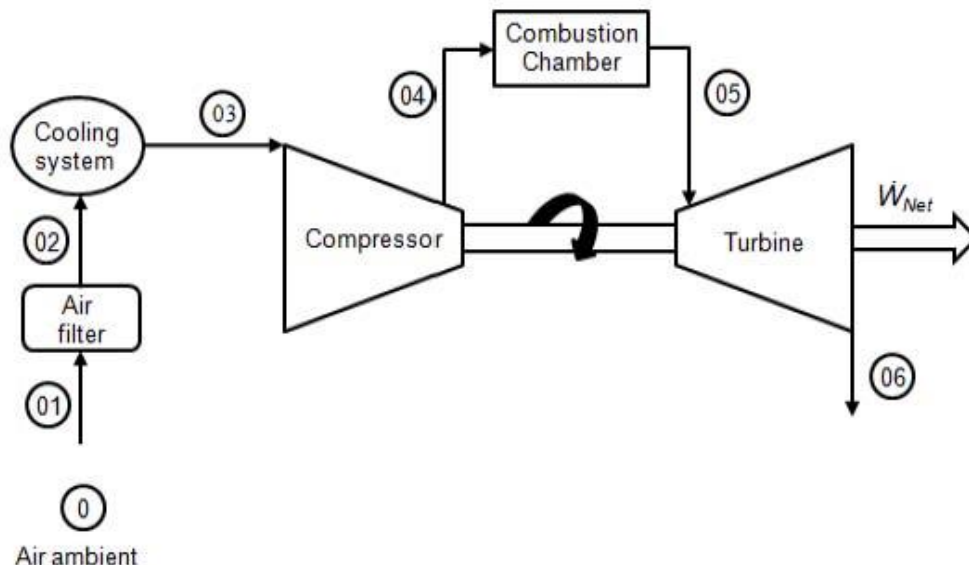 Combustion
Chamber
04
05
03
Cooling
system
Ẇ_Net
02
Compressor
Turbine
Air
filter
01
06
0
Air ambient